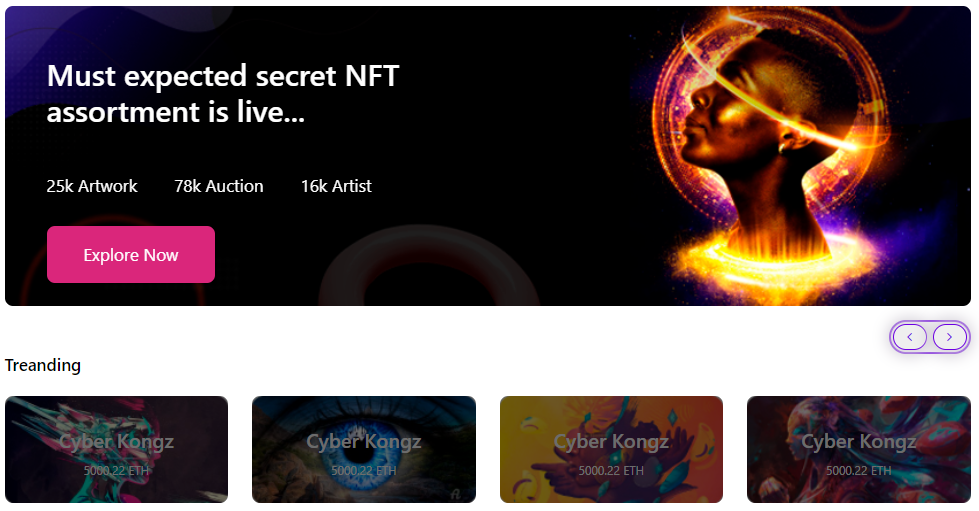 Must expected secret NFT
assortment is live...
25k Artwork 78k Auction 16k Artist
Explore Now
Treanding
Cyber Kongz Cyber Kongz Cyber Kongz Cyber Kongz
5000.22 ETH 5000.22 ETH 5000.22 ETH 5000.22 ETH